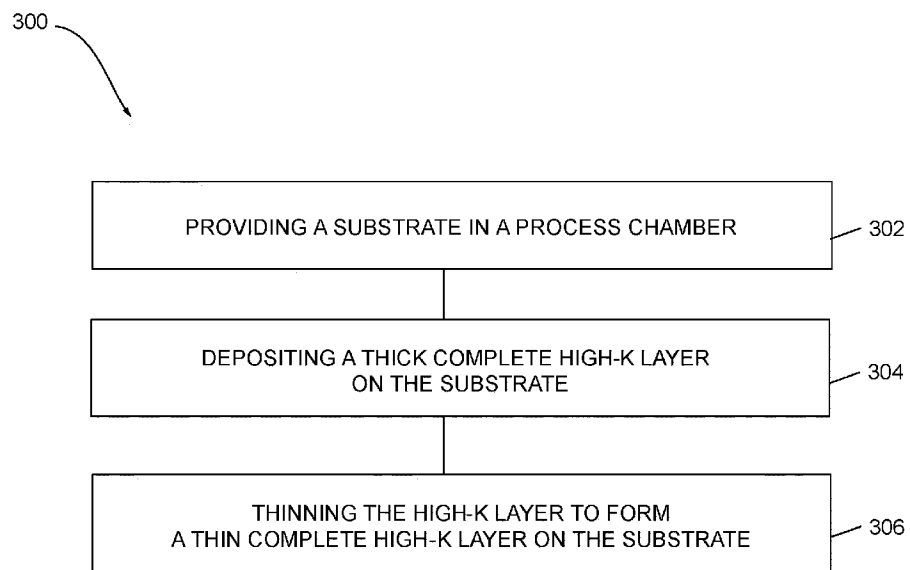 300
PROVIDING A SUBSTRATE IN A PROCESS CHAMBER
302
DEPOSITING A THICK COMPLETE HIGH-K LAYER
ON THE SUBSTRATE
304
THINNING THE HIGH-K LAYER TO FORM
A THIN COMPLETE HIGH-K LAYER ON THE SUBSTRATE
306